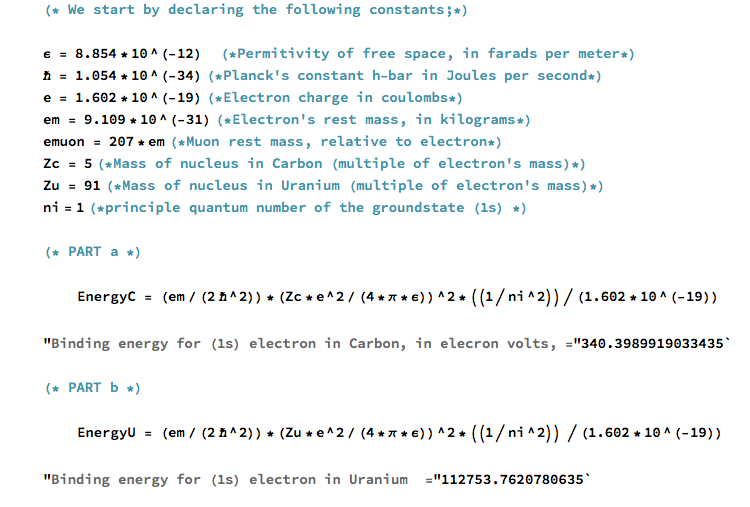 (* We start by declaring the following constants;*)
ϵ = 8.854 * 10 ^ (-12) (*Permitivity of free space, in farads per meter*)
ℏ = 1.054 * 10 ^ (-34) (*Planck's constant h-bar in Joules per second*)
e = 1.602 * 10 ^ (-19) (*Electron charge in coulombs*)
em = 9.109 * 10 ^ (-31) (*Electron's rest mass, in kilograms*)
emuon = 207 * em (*Muon rest mass, relative to electron*)
Zc = 5 (*Mass of nucleus in Carbon (multiple of electron's mass)*)
Zu = 91 (*Mass of nucleus in Uranium (multiple of electron's mass)*)
ni = 1 (*principle quantum number of the groundstate (1s) *)
(* PART a *)
EnergyC = (em / (2 ℏ^2)) * (Zc * e^2 / (4 * π * ϵ)) ^2 * ((1 / ni ^2)) / (1.602 * 10 ^ (-19))
"Binding energy for (1s) electron in Carbon, in elecron volts, ="340.3989919033435`
(* PART b *)
EnergyU = (em / (2 ℏ^2)) * (Zu * e^2 / (4 * π * ϵ)) ^2 * ((1 / ni ^2)) / (1.602 * 10 ^ (-19))
"Binding energy for (1s) electron in Uranium ="112753.7620780635`